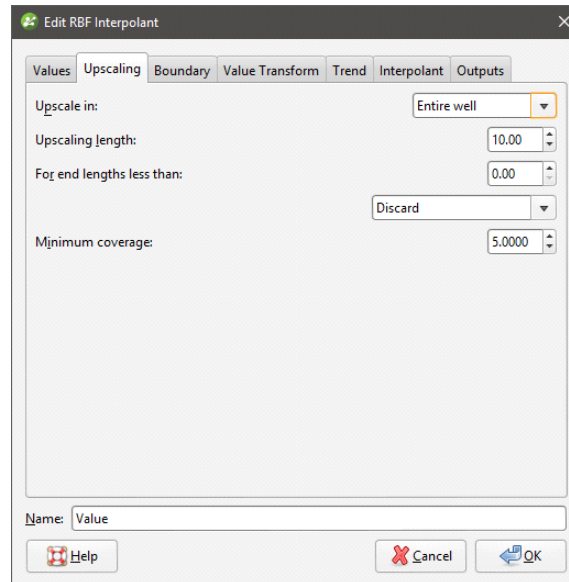 Edit RBF Interpolant
Values Upscaling Boundary Value Transform Trend Interpolant Outputs
Upscale in: Entire well
Upscaling length: 10.00
For end lengths less than: 0.00
Discard
Minimum coverage: 5.0000
Name: Value
Help Cancel OK